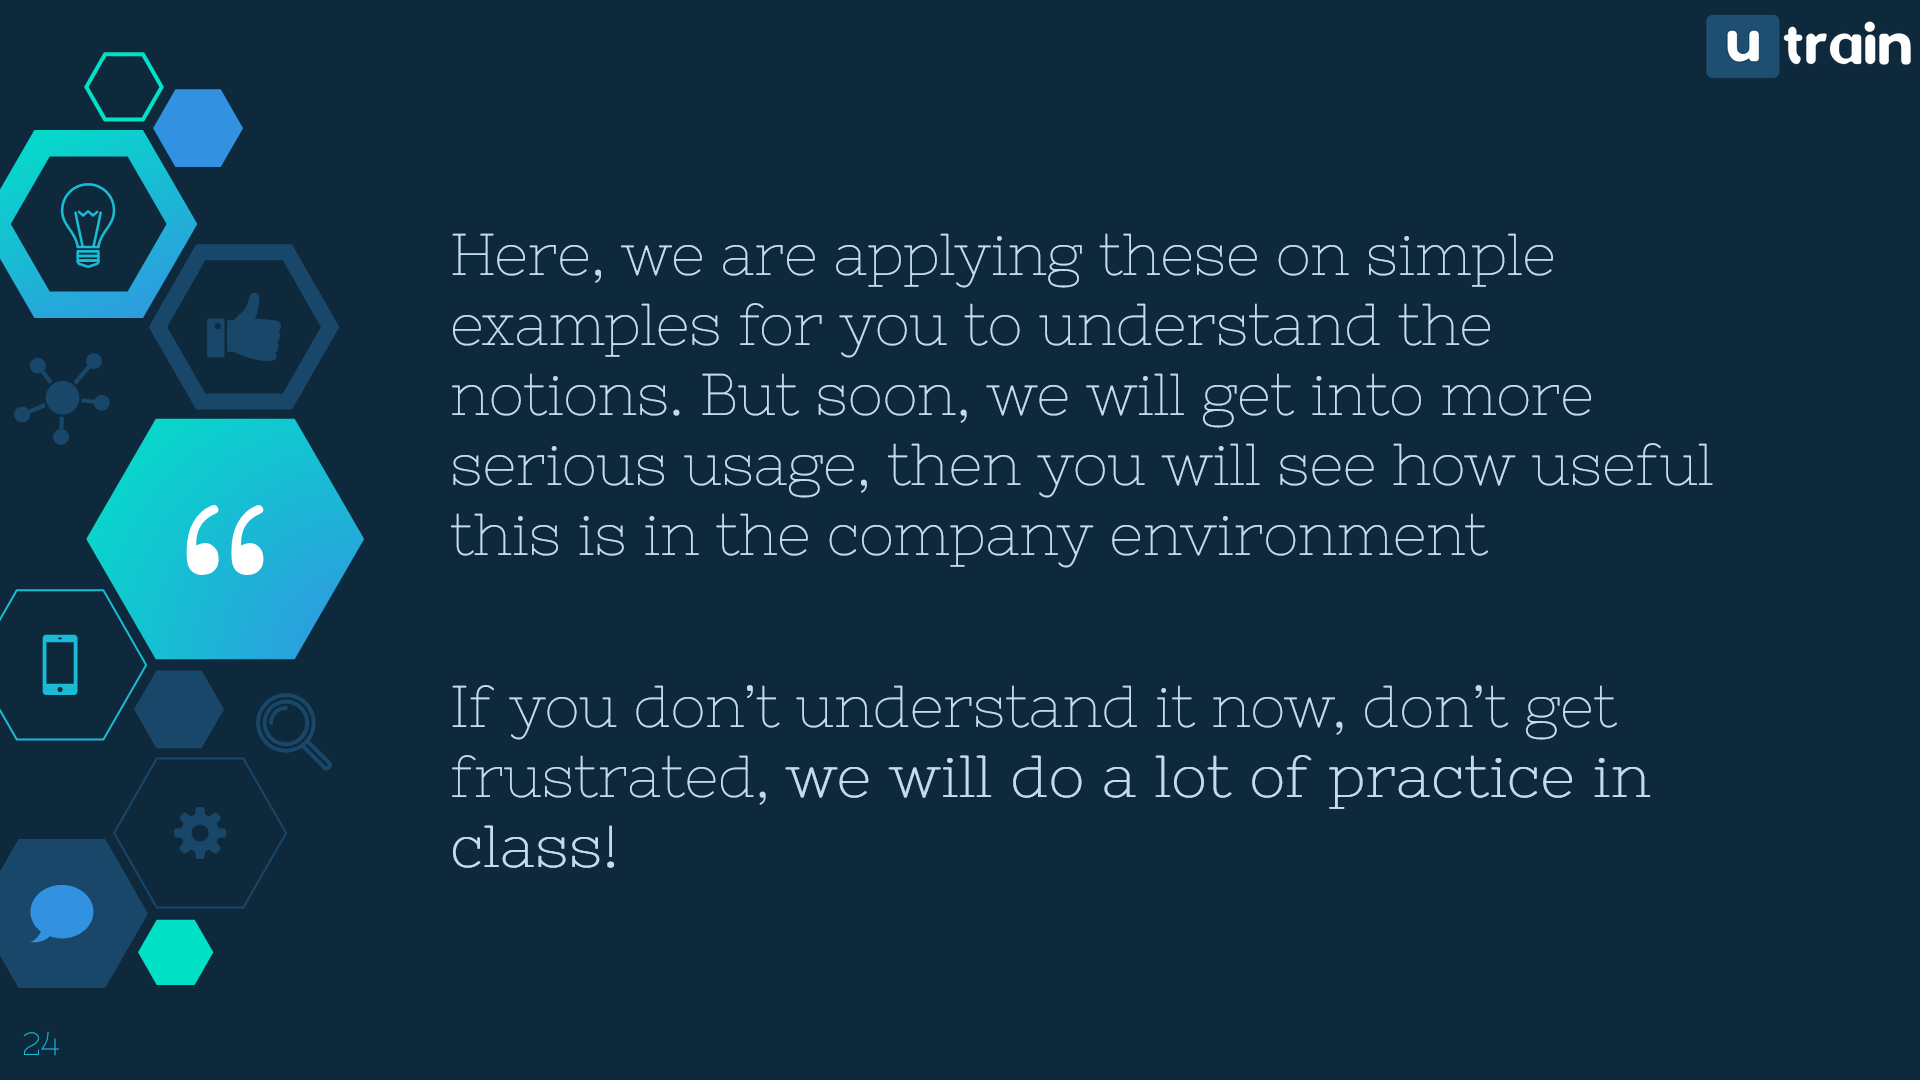 u train
Here, we are applying these on simple
examples for you to understand the
notions. But soon, we will get into more
serious usage, then you will see how useful
this is in the company environment
“
If you don’t understand it now, don’t get
frustrated, we will do a lot of practice in
class!
24